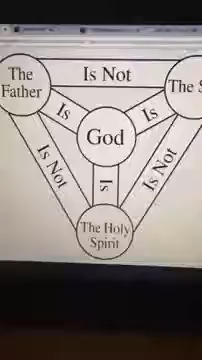 The
Father
Is Not
The
Is
Is
God
Is Not
Is
Is Not
The Holy
Spirit